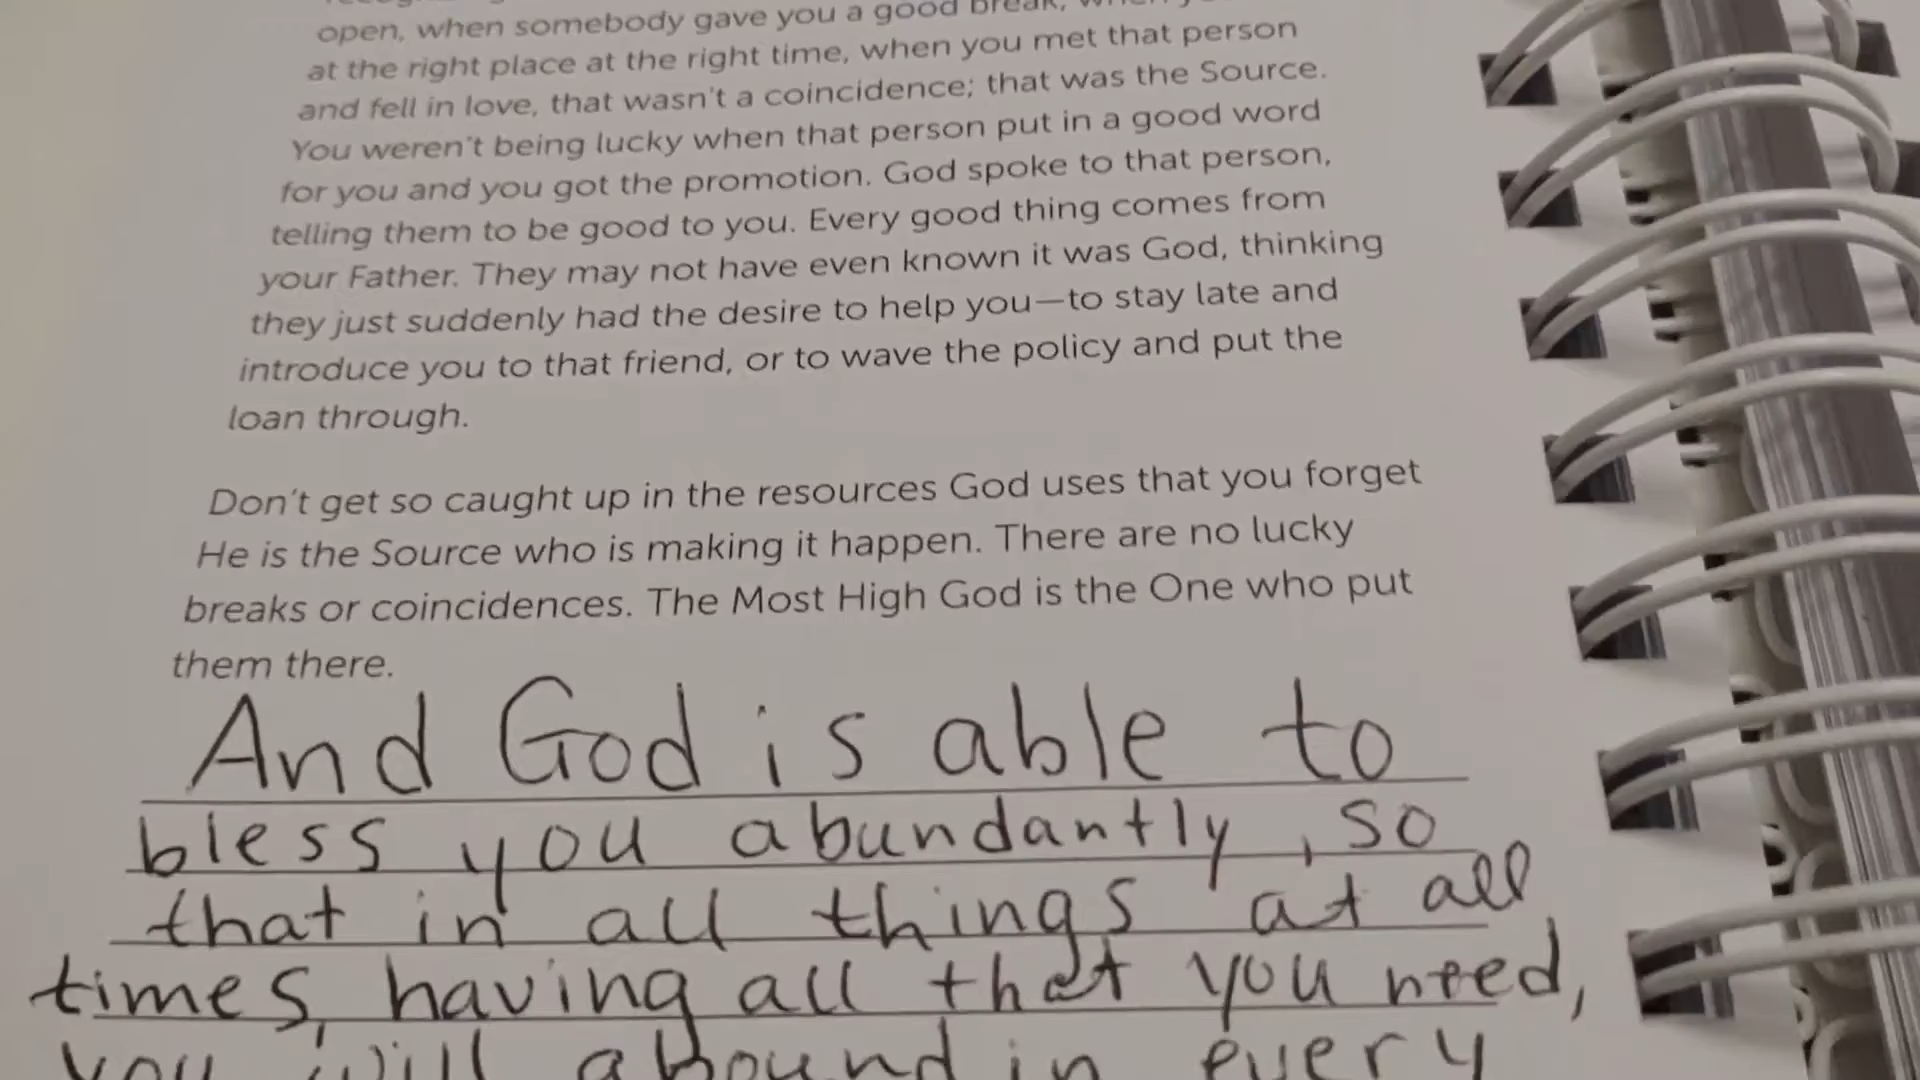 open, when somebody gave you a good break, when
at the right place at the right time, when you met that person
and fell in love, that wasn't a coincidence; that was the Source.
You weren't being lucky when that person put in a good word
for you and you got the promotion. God spoke to that person,
telling them to be good to you. Every good thing comes from
your Father. They may not have even known it was God, thinking
they just suddenly had the desire to help you—to stay late and
introduce you to that friend, or to wave the policy and put the
loan through.
Don't get so caught up in the resources God uses that you forget
He is the Source who is making it happen. There are no lucky
breaks or coincidences. The Most High God is the One who put
them there.
And God is able to
bless you abundantly, so
that in all things at all
times, having all that you need,
you will abound in every